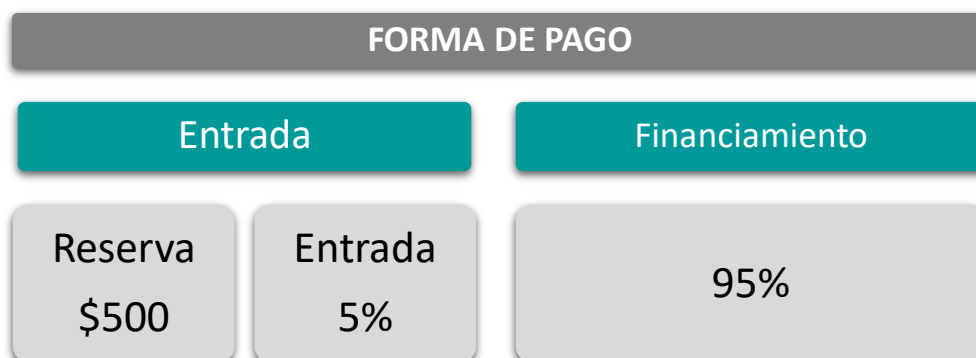 FORMA DE PAGO
Entrada
Financiamiento
Reserva
$500
Entrada
5%
95%